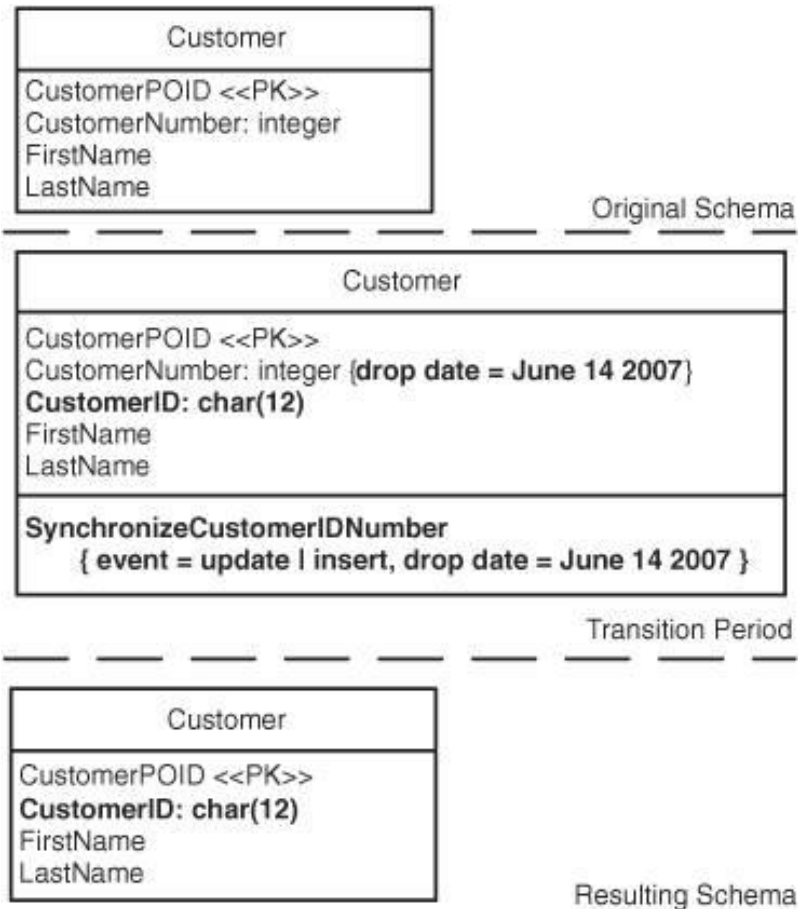 Customer
CustomerPOID <<PK>>
CustomerNumber: integer
FirstName
LastName
Original Schema
Customer
CustomerPOID <<PK>>
CustomerNumber: integer {drop date = June 14 2007}
CustomerID: char(12)
FirstName
LastName
SynchronizeCustomerIDNumber
{ event = update | insert, drop date = June 14 2007 }
Transition Period
Customer
CustomerPOID <<PK>>
CustomerID: char(12)
FirstName
LastName
Resulting Schema